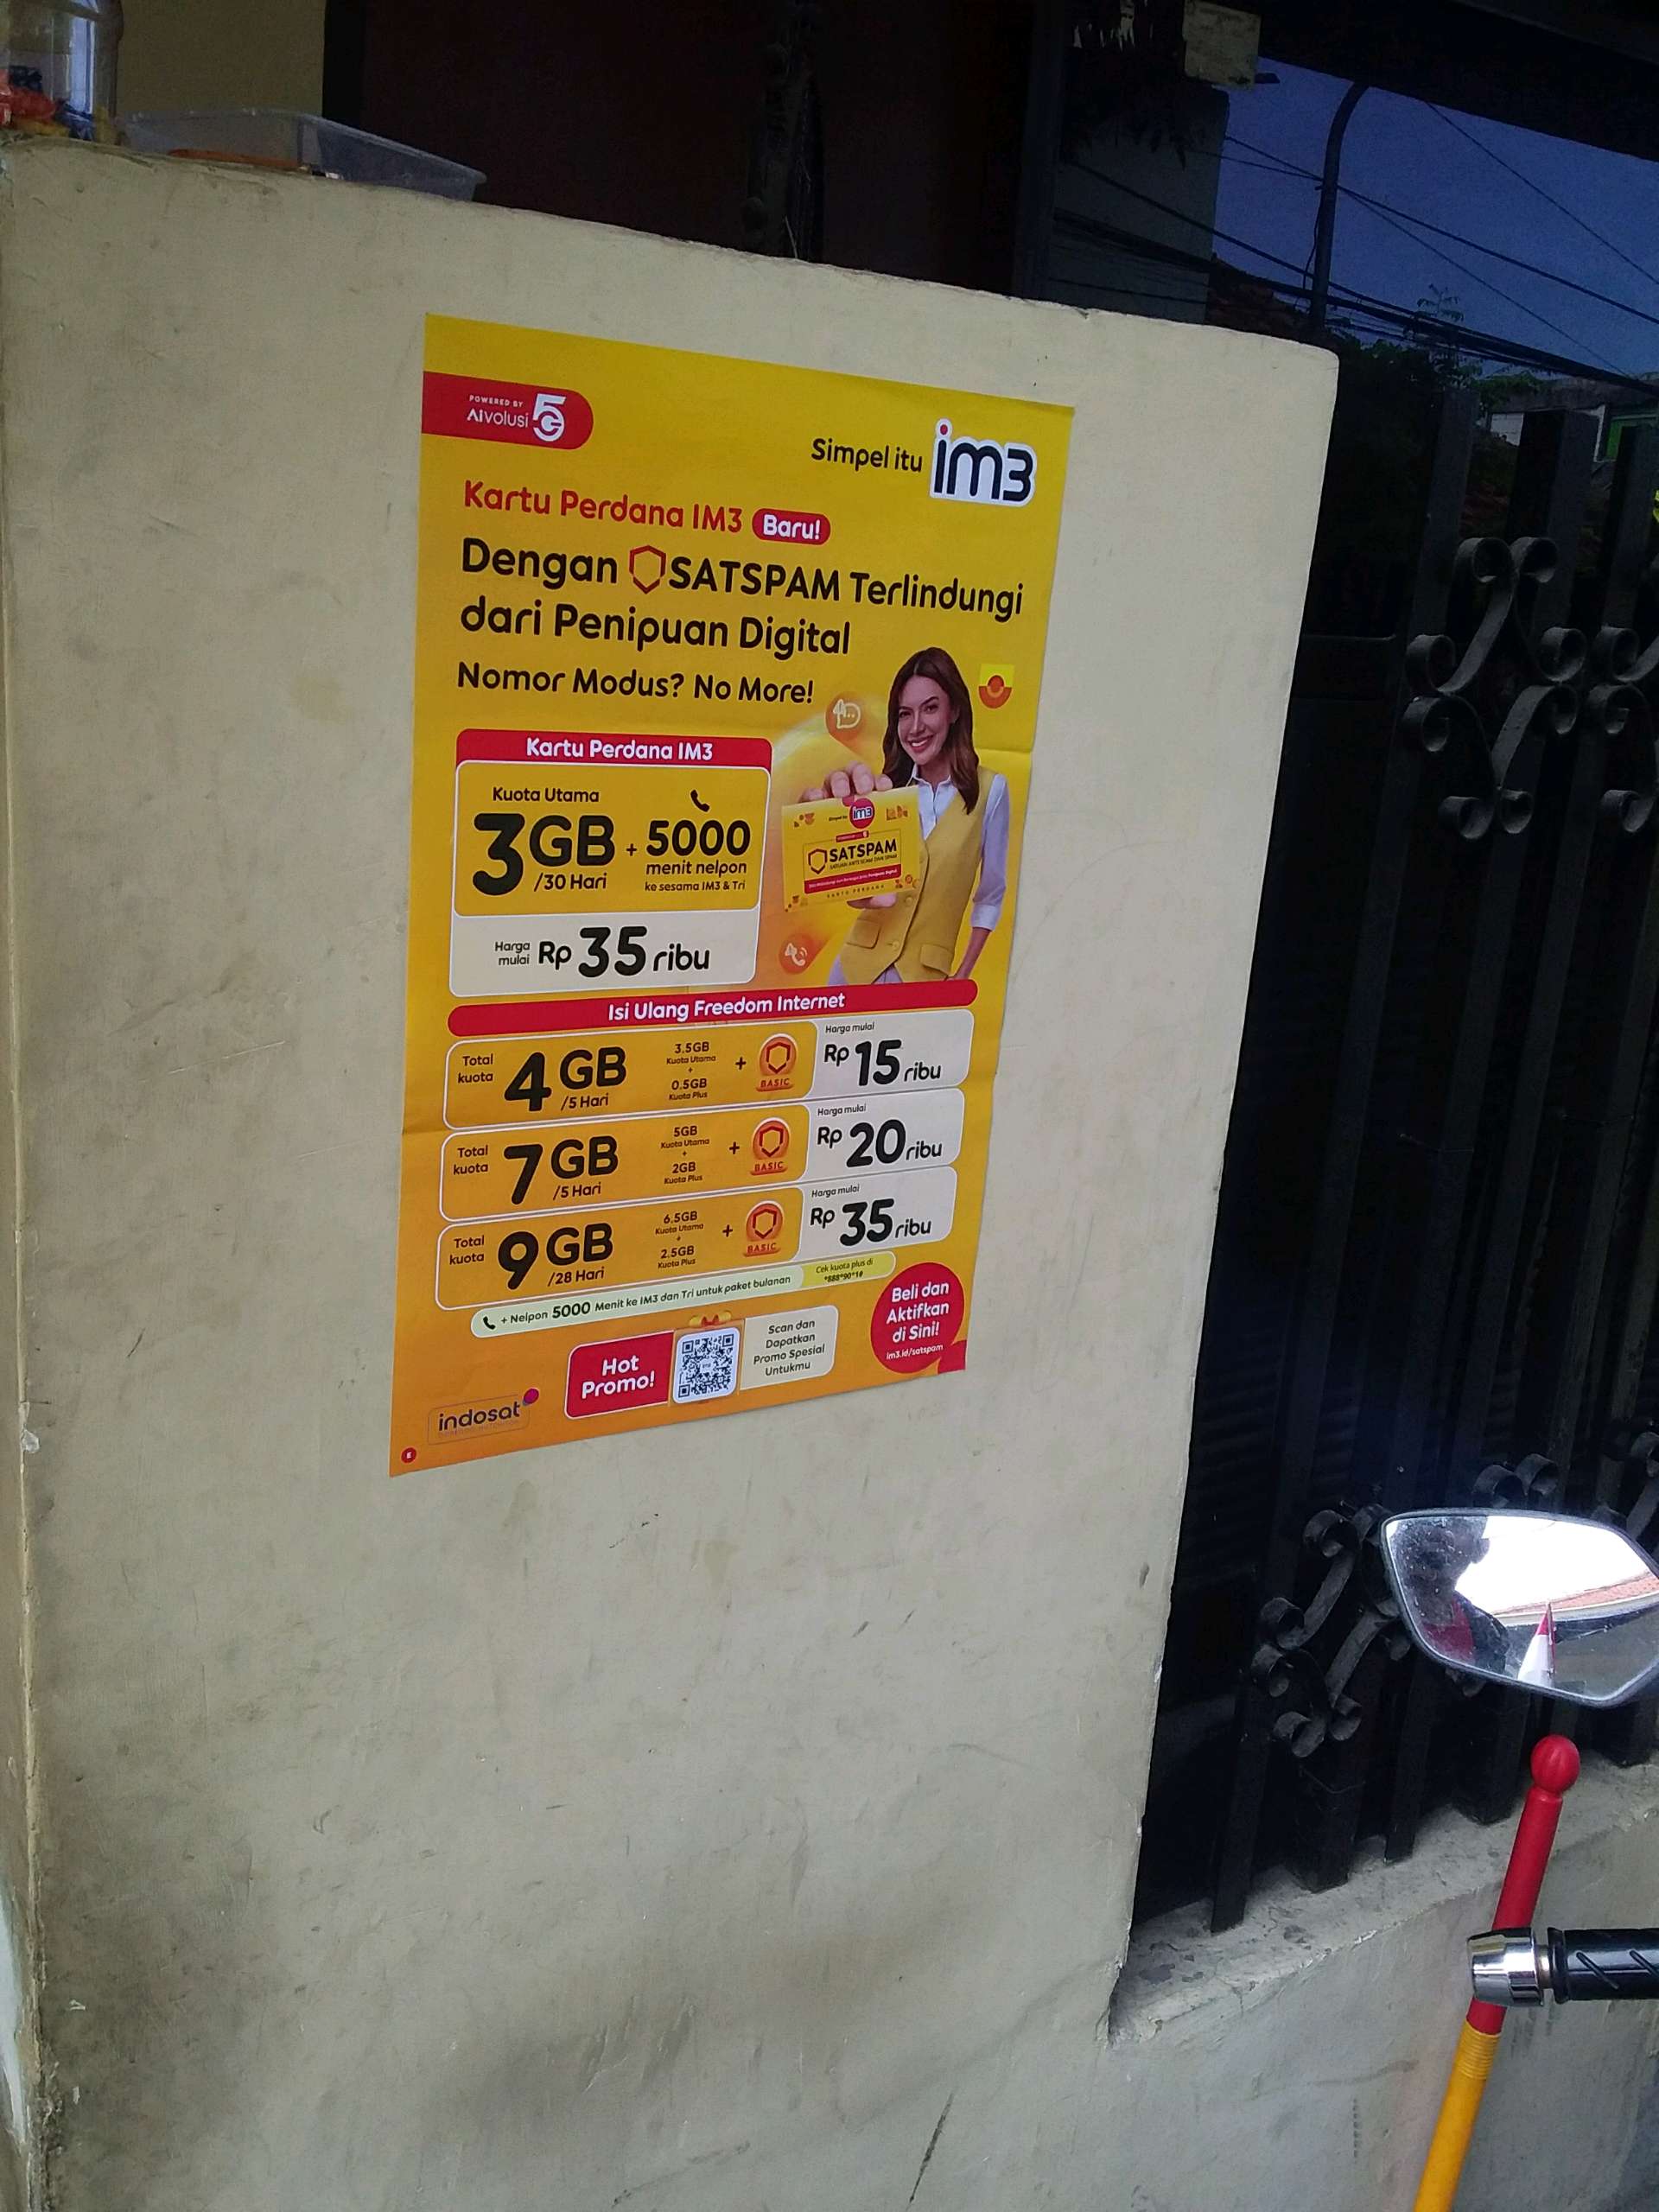 POWERED BY
AIvolusi 5G
Simpel itu im3
Kartu Perdana IM3 Baru!
Dengan SATSPAM Terlindungi
dari Penipuan Digital
Nomor Modus? No More!
Kartu Perdana IM3
Kuota Utama
3GB + 5000
/30 Hari
menit nelpon
ke sesama IM3 & Tri
Harga
mulai
Rp 35 ribu
im3
SATSPAM
Isi Ulang Freedom Internet
Total
kuota
4GB
/5 Hari
3.5GB
Kuota Utama
+
0.5GB
Kuota Plus
+
BASIC
Harga mulai
Rp 15 ribu
Total
kuota
7GB
/5 Hari
5GB
Kuota Utama
+
2GB
Kuota Plus
+
BASIC
Harga mulai
Rp 20 ribu
Total
kuota
9GB
/28 Hari
6.5GB
Kuota Utama
+
2.5GB
Kuota Plus
+
BASIC
Harga mulai
Rp 35 ribu
+ Nelpon 5000 Menit ke IM3 dan Tri untuk paket bulanan
Cek kuota plus di
*888*90*1#
Hot
Promo!
Scan dan
Dapatkan
Promo Spesial
Untukmu
Beli dan
Aktifkan
di Sini!
im3.id/satspam
indosat